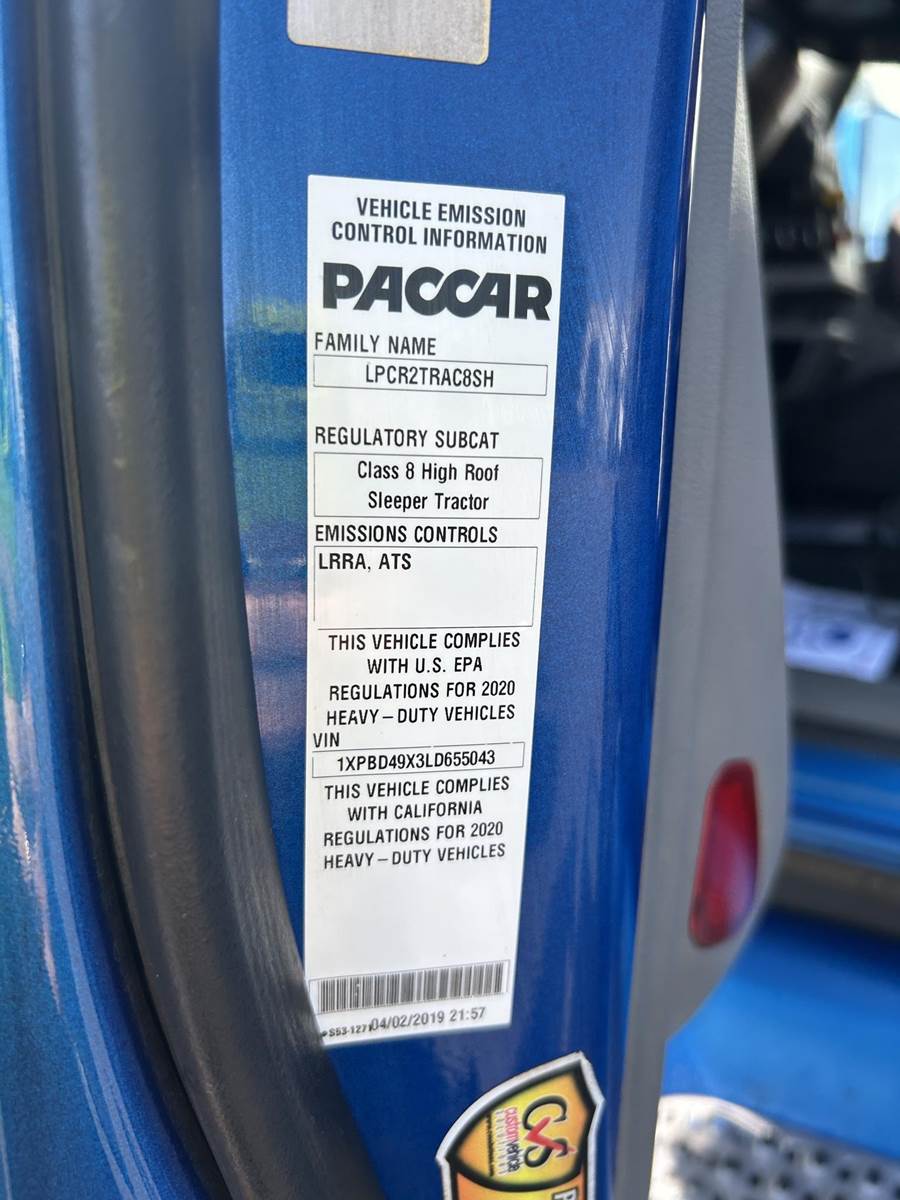 VEHICLE EMISSION
CONTROL INFORMATION
PACCAR
FAMILY NAME
LPCR2TRAC8SH
REGULATORY SUBCAT
Class 8 High Roof
Sleeper Tractor
EMISSIONS CONTROLS
LRRA, ATS
THIS VEHICLE COMPLIES
WITH U.S. EPA
REGULATIONS FOR 2020
HEAVY–DUTY VEHICLES
VIN
1XPBD49X3LD655043
THIS VEHICLE COMPLIES
WITH CALIFORNIA
REGULATIONS FOR 2020
HEAVY–DUTY VEHICLES
04/02/2019 21:57
CVS